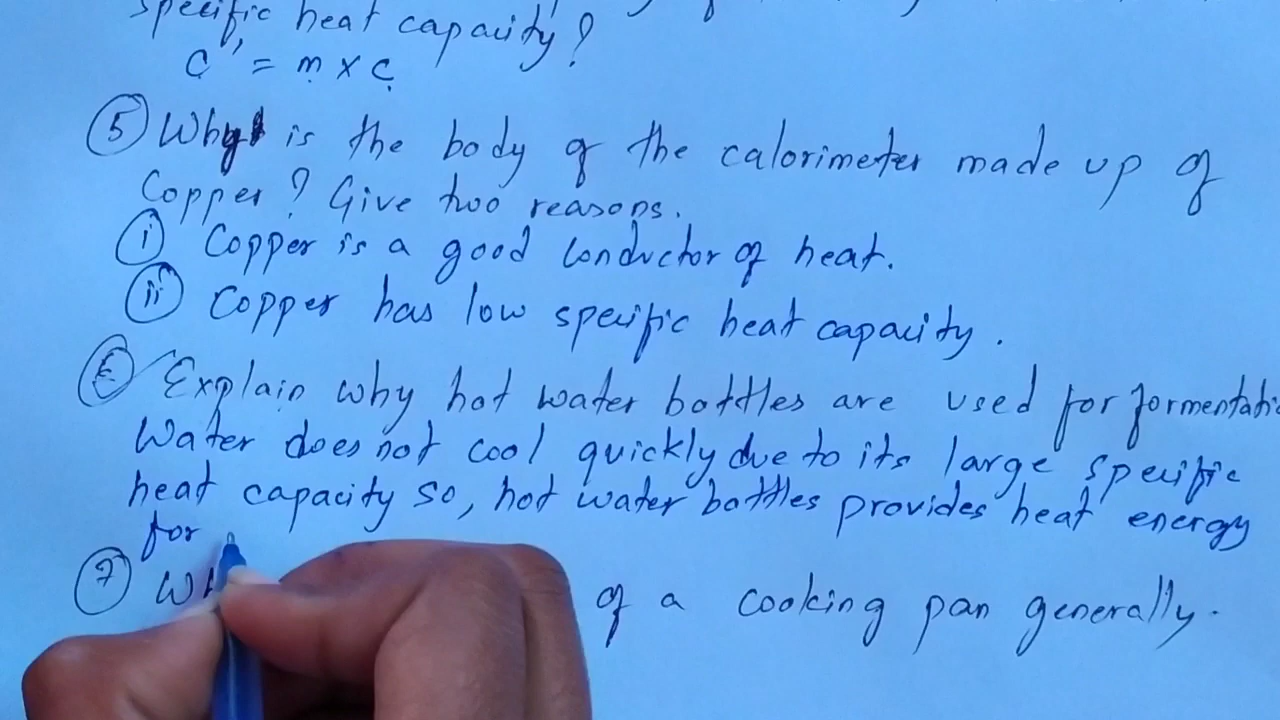 specific heat capacity?
C' = m x c
5 Why is the body of the calorimeter made up of
Copper? Give two reasons.
i Copper is a good conductor of heat.
ii Copper has low specific heat capacity.
6 Explain why hot water bottles are used for formentati
Water does not cool quickly due to its large specific
heat capacity so, hot water bottles provides heat energy
for
7 of a cooking pan generally.